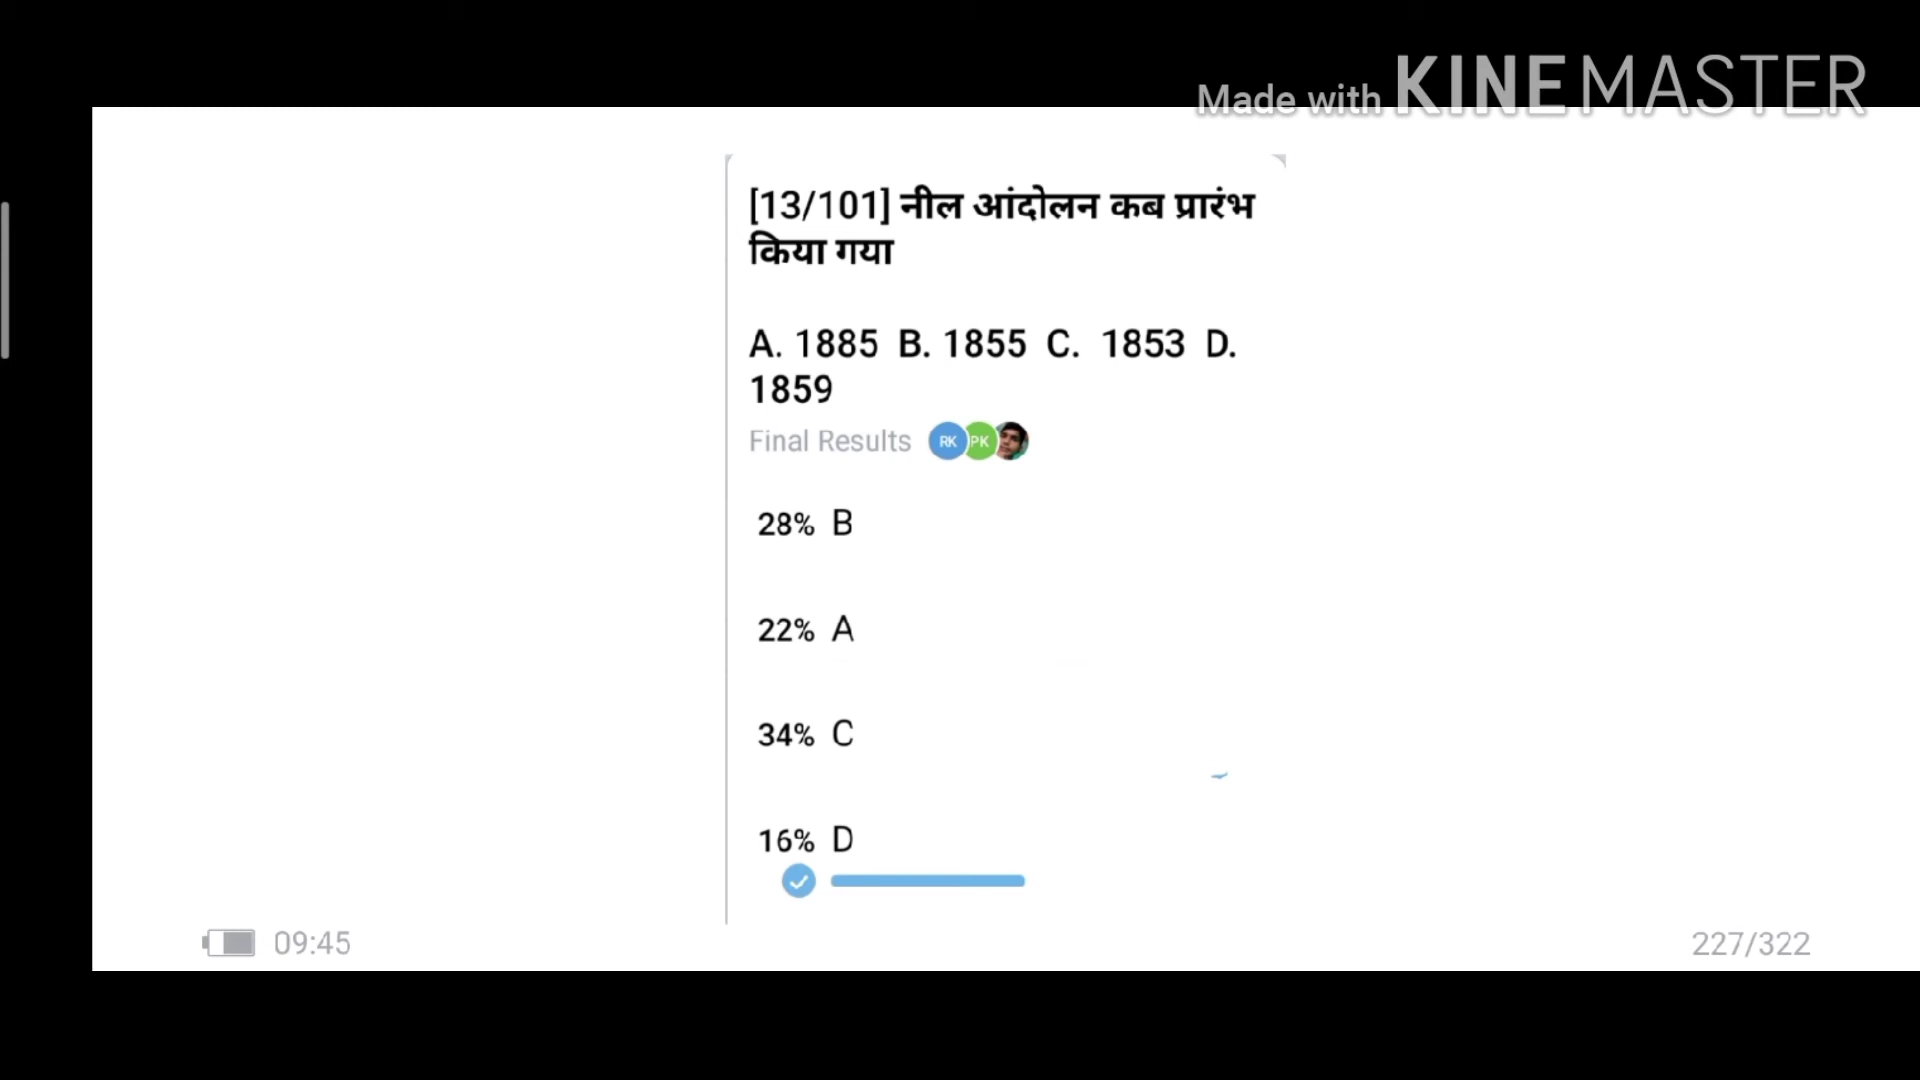 Made with KINEMASTER
[13/101] नील आंदोलन कब प्रारंभ
किया गया
A. 1885 B. 1855 C. 1853 D.
1859
Final Results RK PK
28% B
22% A
34% C
16% D
09:45
227/322